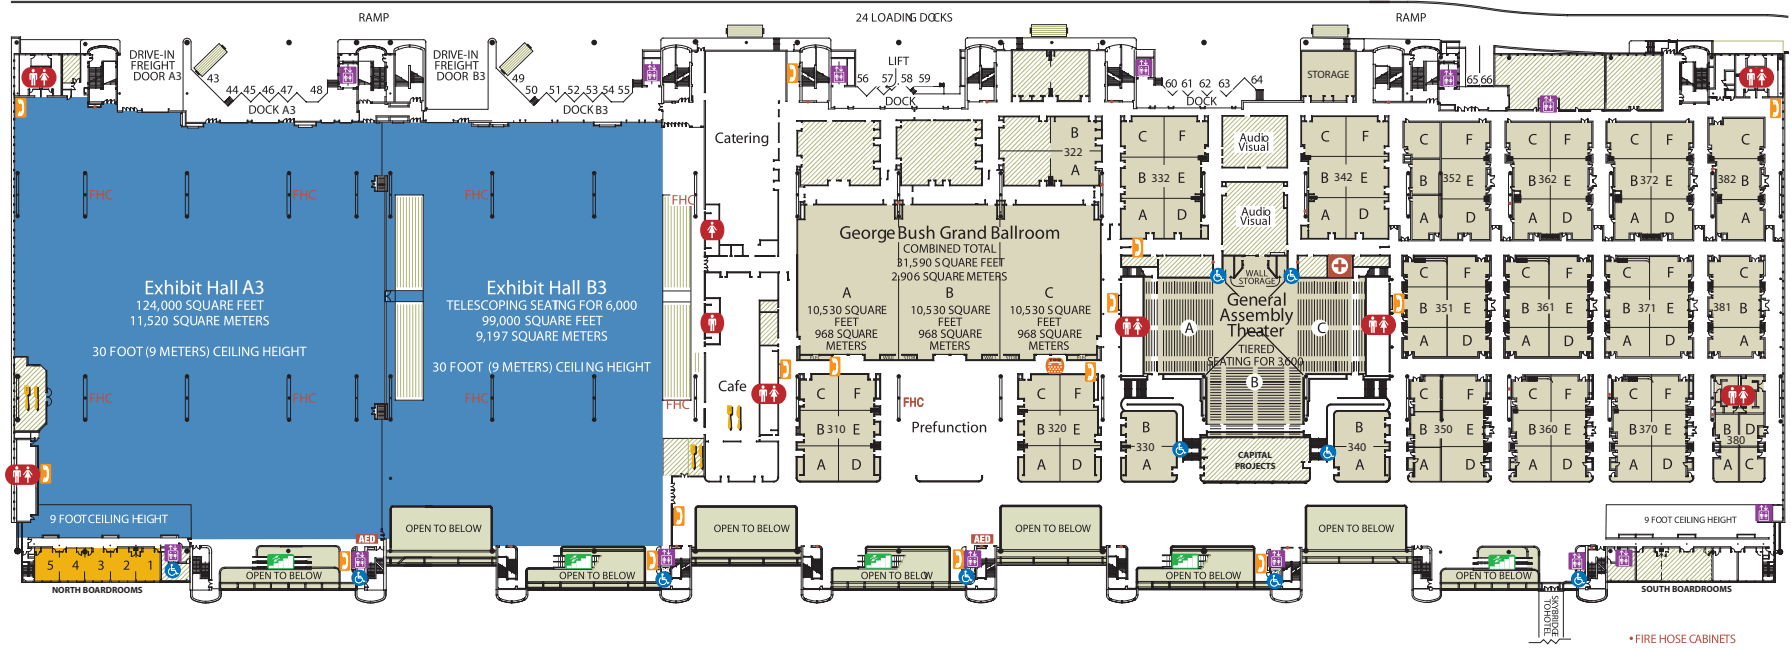 RAMP
24 LOADING DOCKS
RAMP
DRIVE-IN
FREIGHT
DOOR A3
43
44 45 46 47 48
DOCK A3
DRIVE-IN
FREIGHT
DOOR B3
49
50 51 52 53 54 55
DOCK B3
LIFT
56 57 58 59
DOCK
60 61 62 63 64
DOCK
STORAGE
65 66
Catering
B
322
A
C F
B 332 E
A D
Audio
Visual
Audio
Visual
C F
B 342 E
A D
C F
B 352 E
A D
C F
B 362 E
A D
C F
B 372 E
A D
C
382 B
A
FHC
FHC
FHC
FHC
Exhibit Hall A3
124,000 SQUARE FEET
11,520 SQUARE METERS
30 FOOT (9 METERS) CEILING HEIGHT
Exhibit Hall B3
TELESCOPING SEATING FOR 6,000
99,000 SQUARE FEET
9,197 SQUARE METERS
30 FOOT (9 METERS) CEILING HEIGHT
George Bush Grand Ballroom
COMBINED TOTAL
31,590 SQUARE FEET
2,906 SQUARE METERS
A
10,530 SQUARE
FEET
968 SQUARE
METERS
B
10,530 SQUARE
FEET
968 SQUARE
METERS
C
10,530 SQUARE
FEET
968 SQUARE
METERS
WALL
STORAGE
General
Assembly
Theater
TIERED
SEATING FOR 3600
A
C
B
C F
B 351 E
A D
C F
B 361 E
A D
C F
B 371 E
A D
C
381 B
A
FHC
FHC
FHC
FHC
Cafe
C F
B 310 E
A D
FHC
Prefunction
C F
B 320 E
A D
B
330
A
CAPITAL
PROJECTS
B
340
A
C F
B 350 E
A D
C F
B 360 E
A D
C F
B 370 E
A D
B D
380
A C
9 FOOT CEILING HEIGHT
OPEN TO BELOW
OPEN TO BELOW
OPEN TO BELOW
OPEN TO BELOW
9 FOOT CEILING HEIGHT
AED
AED
5 4 3 2 1
OPEN TO BELOW
OPEN TO BELOW
OPEN TO BELOW
OPEN TO BELOW
OPEN TO BELOW
NORTH BOARDROOMS
SOUTH BOARDROOMS
SKYBRIDGE
TO HOTEL
• FIRE HOSE CABINETS